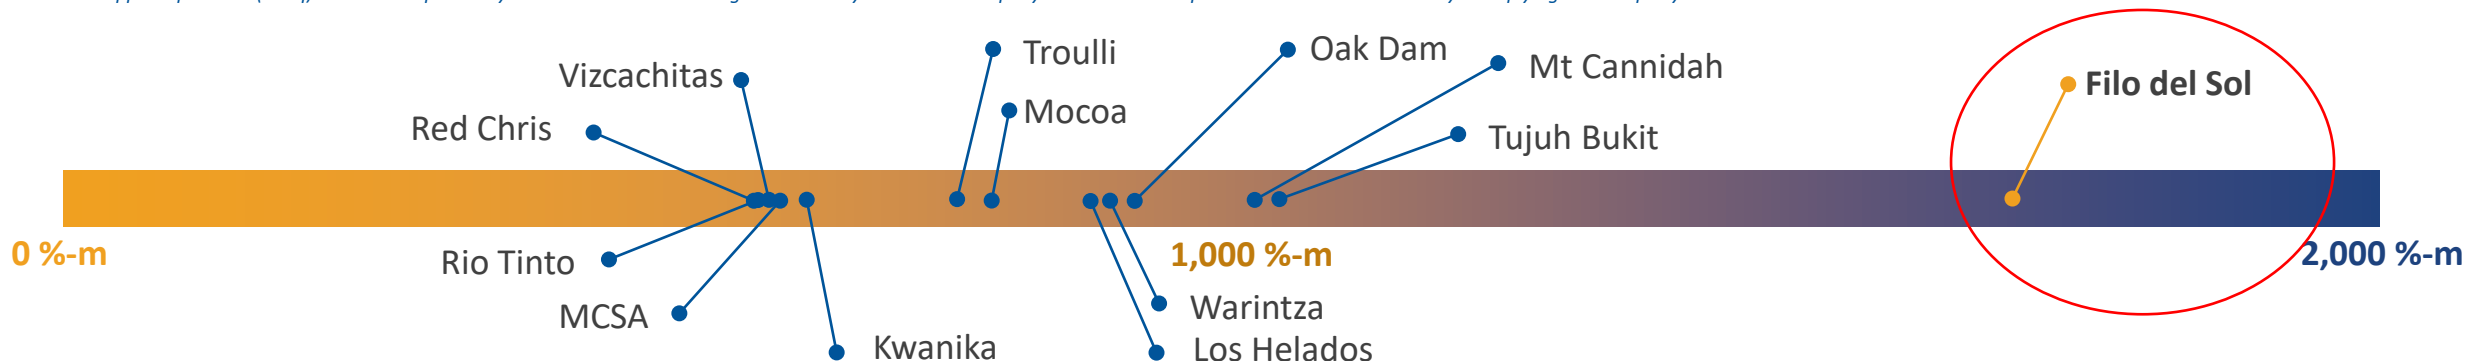 Troulli
Oak Dam
Mt Cannidah
Vizcachitas
Filo del Sol
Mocoa
Red Chris
Tujuh Bukit
0 %-m
Rio Tinto
1,000 %-m
2,000 %-m
MCSA
Warintza
Kwanika
Los Helados